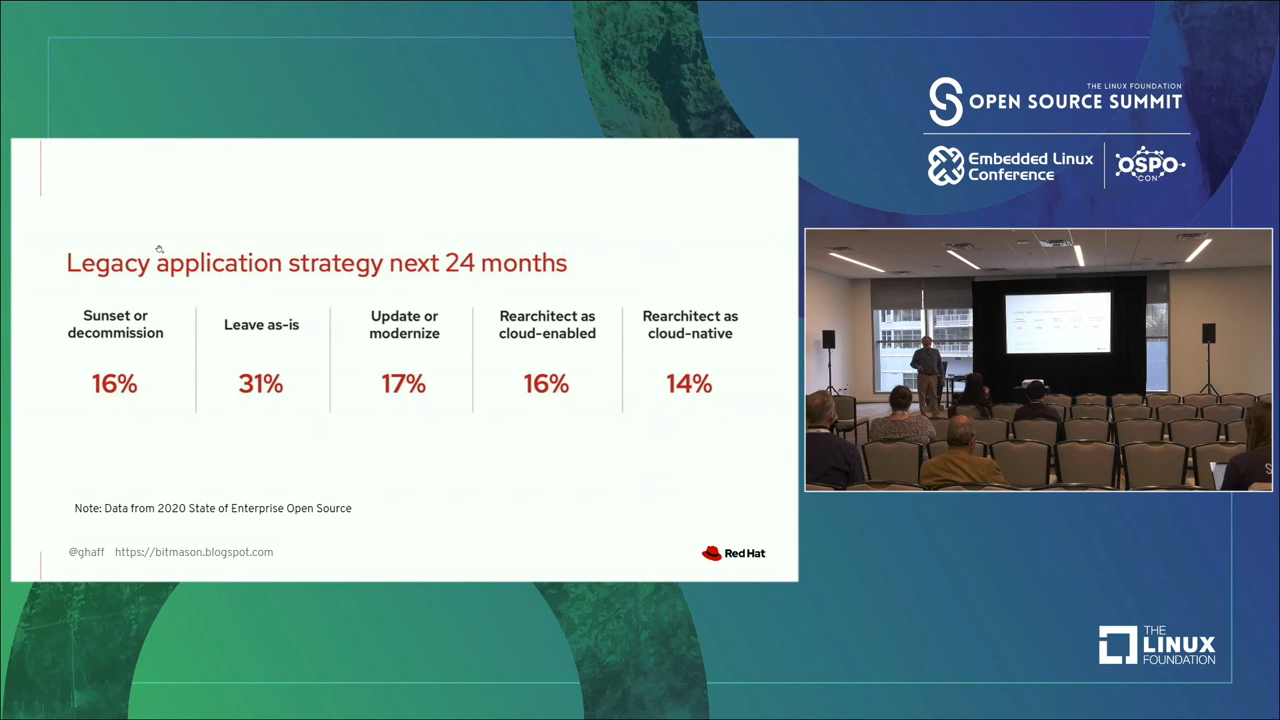 THE LINUX FOUNDATION
OPEN SOURCE SUMMIT
Embedded Linux
Conference
OSPO
CON
Legacy application strategy next 24 months
Sunset or
decommission
16%
Leave as-is
31%
Update or
modernize
17%
Rearchitect as
cloud-enabled
16%
Rearchitect as
cloud-native
14%
Note: Data from 2020 State of Enterprise Open Source
@ghaff https://bitmason.blogspot.com
Red Hat
THE
LINUX
FOUNDATION